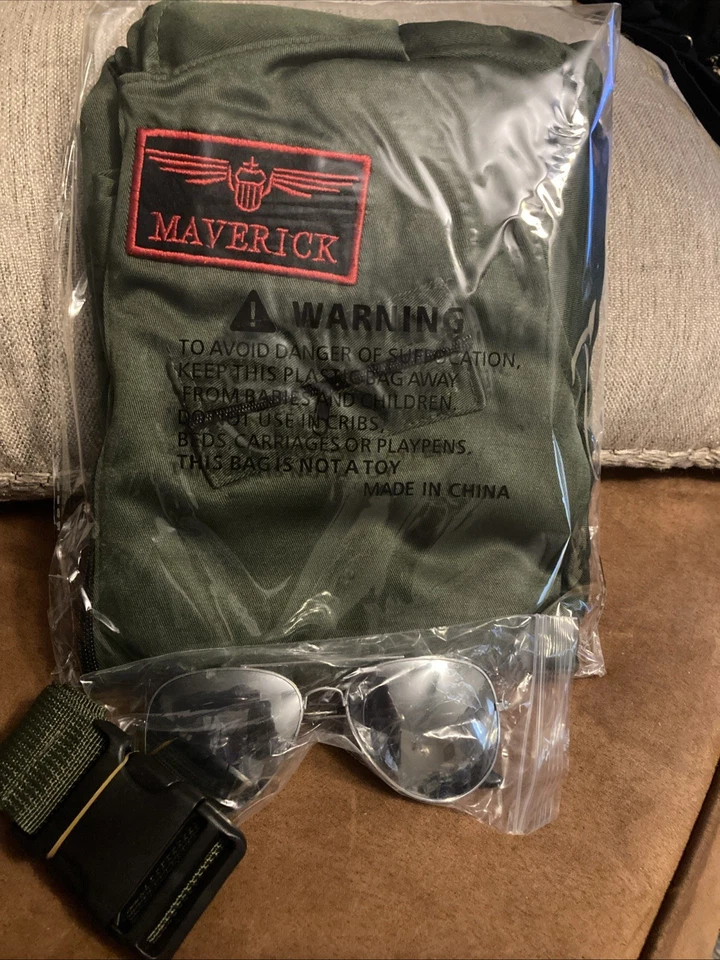 MAVERICK
WARNING
TO AVOID DANGER OF SUFFOCATION,
KEEP THIS PLASTIC BAG AWAY
FROM BABIES AND CHILDREN.
DO NOT USE IN CRIBS,
BEDS, CARRIAGES OR PLAYPENS.
THIS BAG IS NOT A TOY
MADE IN CHINA